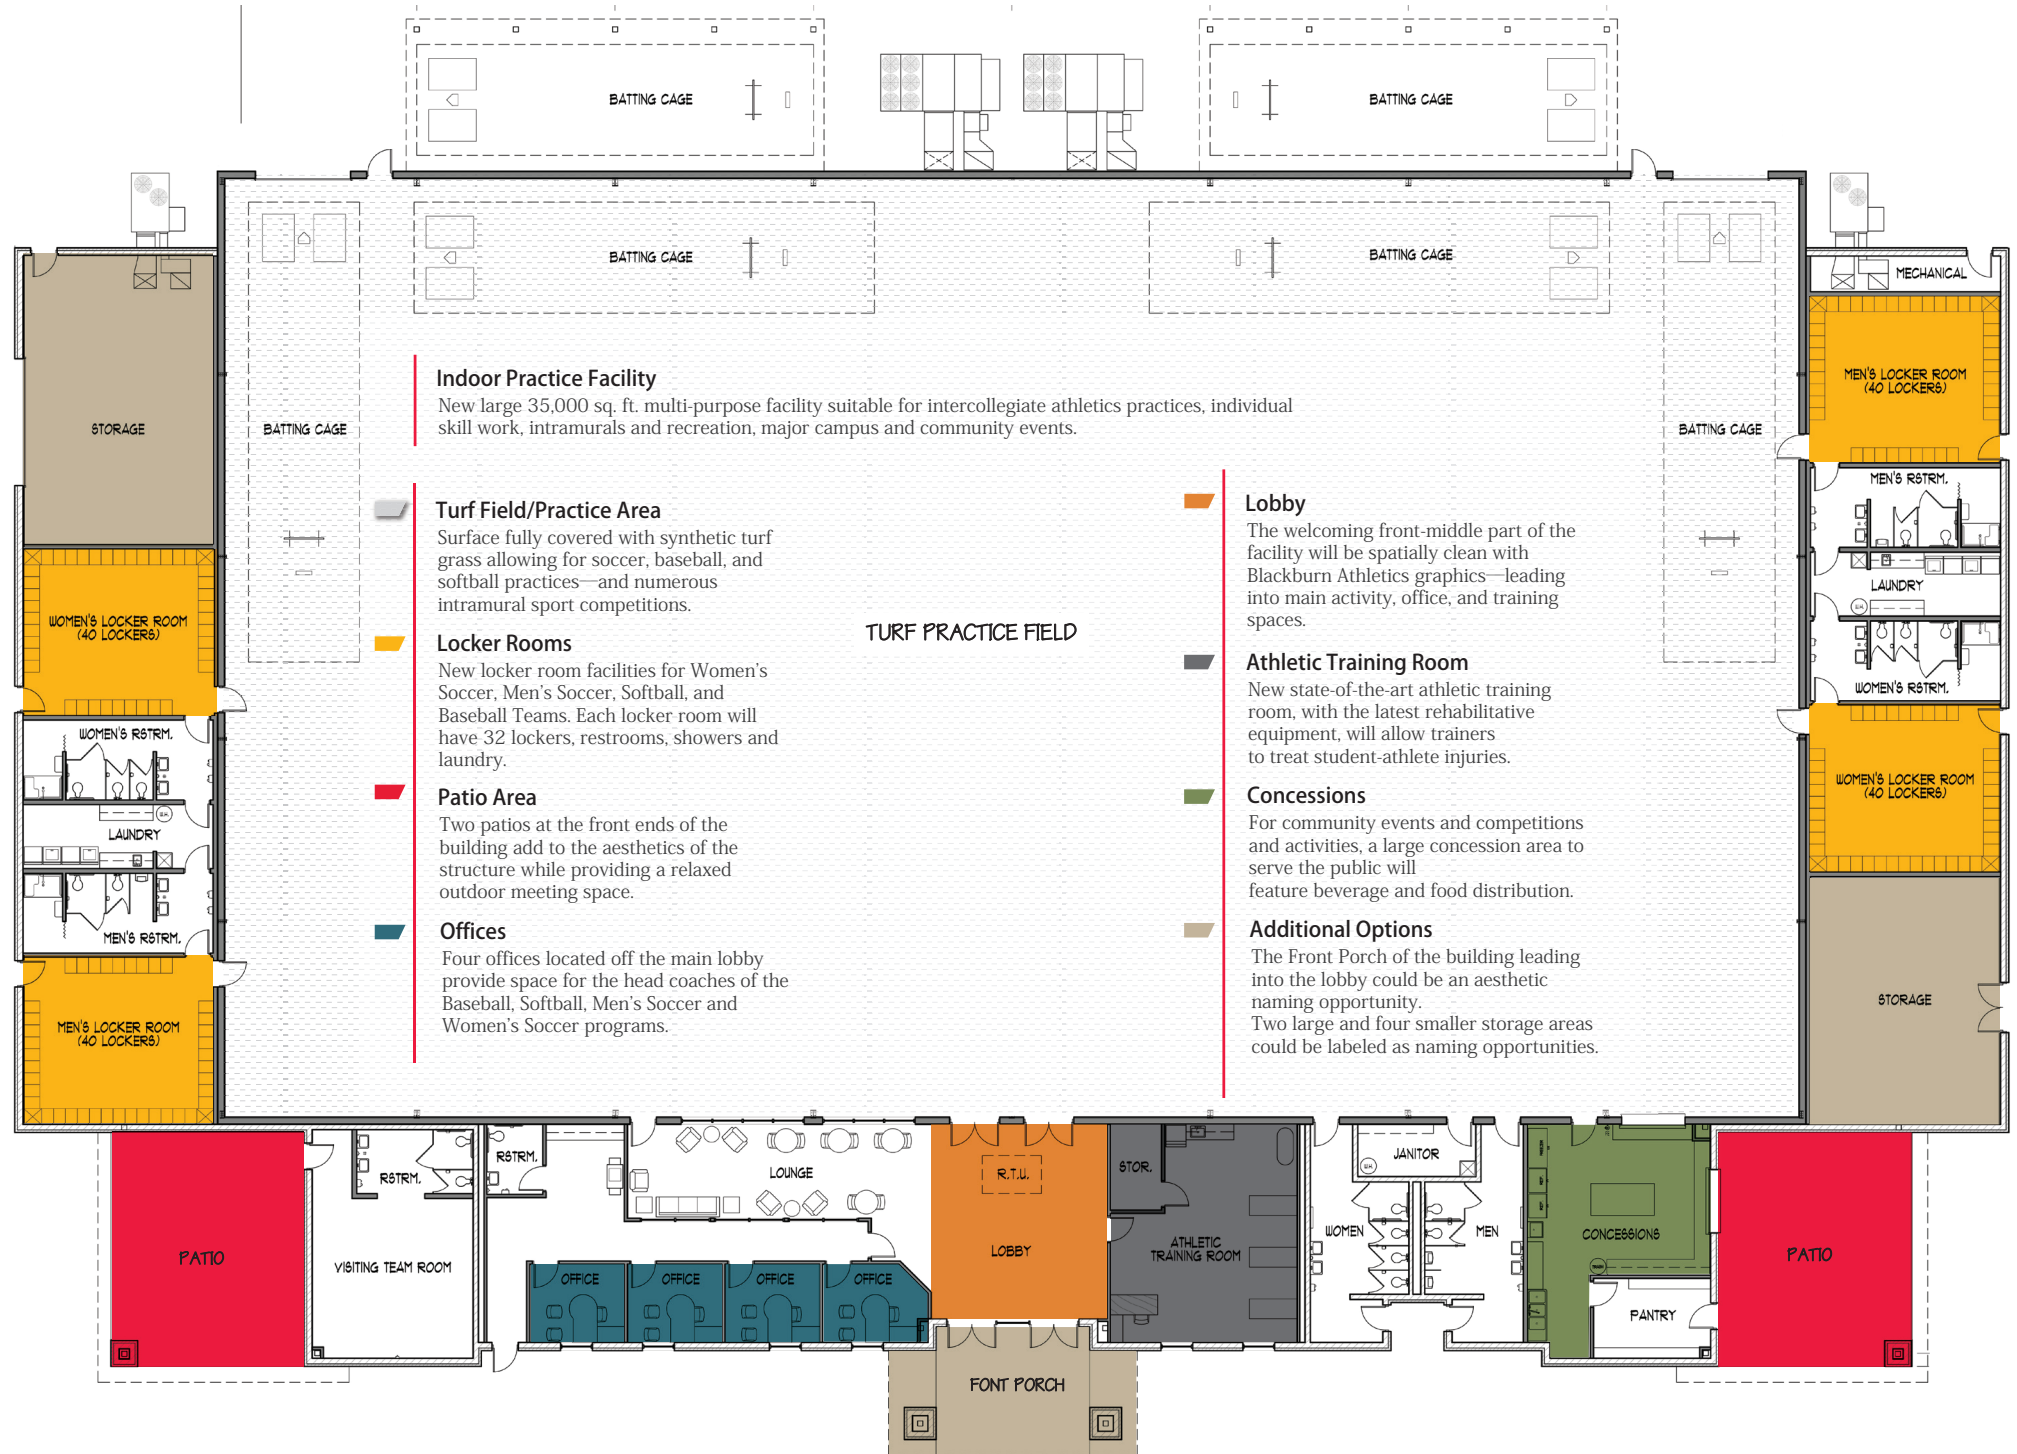 BATTING CAGE
BATTING CAGE
BATTING CAGE
BATTING CAGE
MECHANICAL
STORAGE
BATTING CAGE
BATTING CAGE
MEN'S LOCKER ROOM
(40 LOCKERS)
Indoor Practice Facility
New large 35,000 sq. ft. multi-purpose facility suitable for intercollegiate athletics practices, individual
skill work, intramurals and recreation, major campus and community events.
Turf Field/Practice Area
Surface fully covered with synthetic turf
grass allowing for soccer, baseball, and
softball practices—and numerous
intramural sport competitions.
Locker Rooms
New locker room facilities for Women's
Soccer, Men's Soccer, Softball, and
Baseball Teams. Each locker room will
have 32 lockers, restrooms, showers and
laundry.
Patio Area
Two patios at the front ends of the
building add to the aesthetics of the
structure while providing a relaxed
outdoor meeting space.
Offices
Four offices located off the main lobby
provide space for the head coaches of the
Baseball, Softball, Men's Soccer and
Women's Soccer programs.
TURF PRACTICE FIELD
Lobby
The welcoming front-middle part of the
facility will be spatially clean with
Blackburn Athletics graphics—leading
into main activity, office, and training
spaces.
Athletic Training Room
New state-of-the-art athletic training
room, with the latest rehabilitative
equipment, will allow trainers
to treat student-athlete injuries.
Concessions
For community events and competitions
and activities, a large concession area to
serve the public will
feature beverage and food distribution.
Additional Options
The Front Porch of the building leading
into the lobby could be an aesthetic
naming opportunity.
Two large and four smaller storage areas
could be labeled as naming opportunities.
WOMEN'S LOCKER ROOM
(40 LOCKERS)
WOMEN'S RSTRM.
LAUNDRY
MEN'S RSTRM.
MEN'S LOCKER ROOM
(40 LOCKERS)
MEN'S RSTRM.
LAUNDRY
WOMEN'S RSTRM.
WOMEN'S LOCKER ROOM
(40 LOCKERS)
STORAGE
PATIO
VISITING TEAM ROOM
RSTRM.
RSTRM.
LOUNGE
OFFICE
OFFICE
OFFICE
OFFICE
R.T.U.
LOBBY
STOR.
ATHLETIC
TRAINING ROOM
WOMEN
JANITOR
MEN
CONCESSIONS
PANTRY
PATIO
FONT PORCH